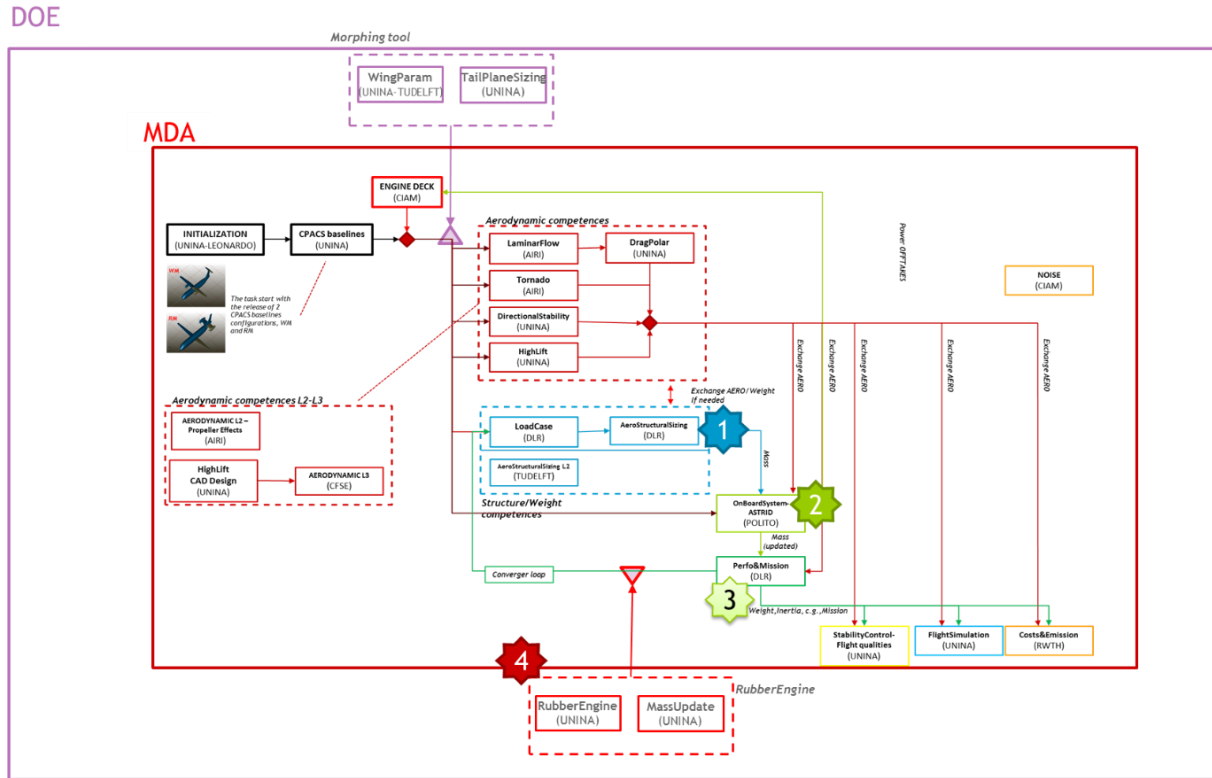 DOE
Morphing tool
WingParam
(UNINA-TUDELFT)
TailPlaneSizing
(UNINA)
MDA
ENGINE DECK
(CIAM)
INITIALIZATION
(UNINA-LEONARDO)
CPACS baselines
(UNINA)
Aerodynamic competences
LaminarFlow
(AIRI)
DragPolar
(UNINA)
Tornado
(AIRI)
DirectionalStability
(UNINA)
HighLift
(UNINA)
Power OFFTAKES
NOISE
(CIAM)
WM
RM
The task start with
the release of 2
CPACS baselines
configurations, WM
and RM
Exchange AERO
Exchange AERO
Exchange AERO
Exchange AERO
Exchange AERO
Exchange AERO/Weight
If needed
Aerodynamic competences L2-L3
AERODYNAMIC L2 –
Propeller Effects
(AIRI)
HighLift
CAD Design
(UNINA)
AERODYNAMIC L3
(CFSE)
LoadCase
(DLR)
AeroStructuralSizing
(DLR)
1
AeroStructuralSizing L2
(TUDELFT)
Mass
Structure/Weight
competences
OnBoardSystem-
ASTRID
(POLITO)
2
Mass
(updated)
Converger loop
Perfo&Mission
(DLR)
3
Weight,Inertia, c.g.,Mission
StabilityControl-
Flight qualities
(UNINA)
FlightSimulation
(UNINA)
Costs&Emission
(RWTH)
4
RubberEngine
RubberEngine
(UNINA)
MassUpdate
(UNINA)